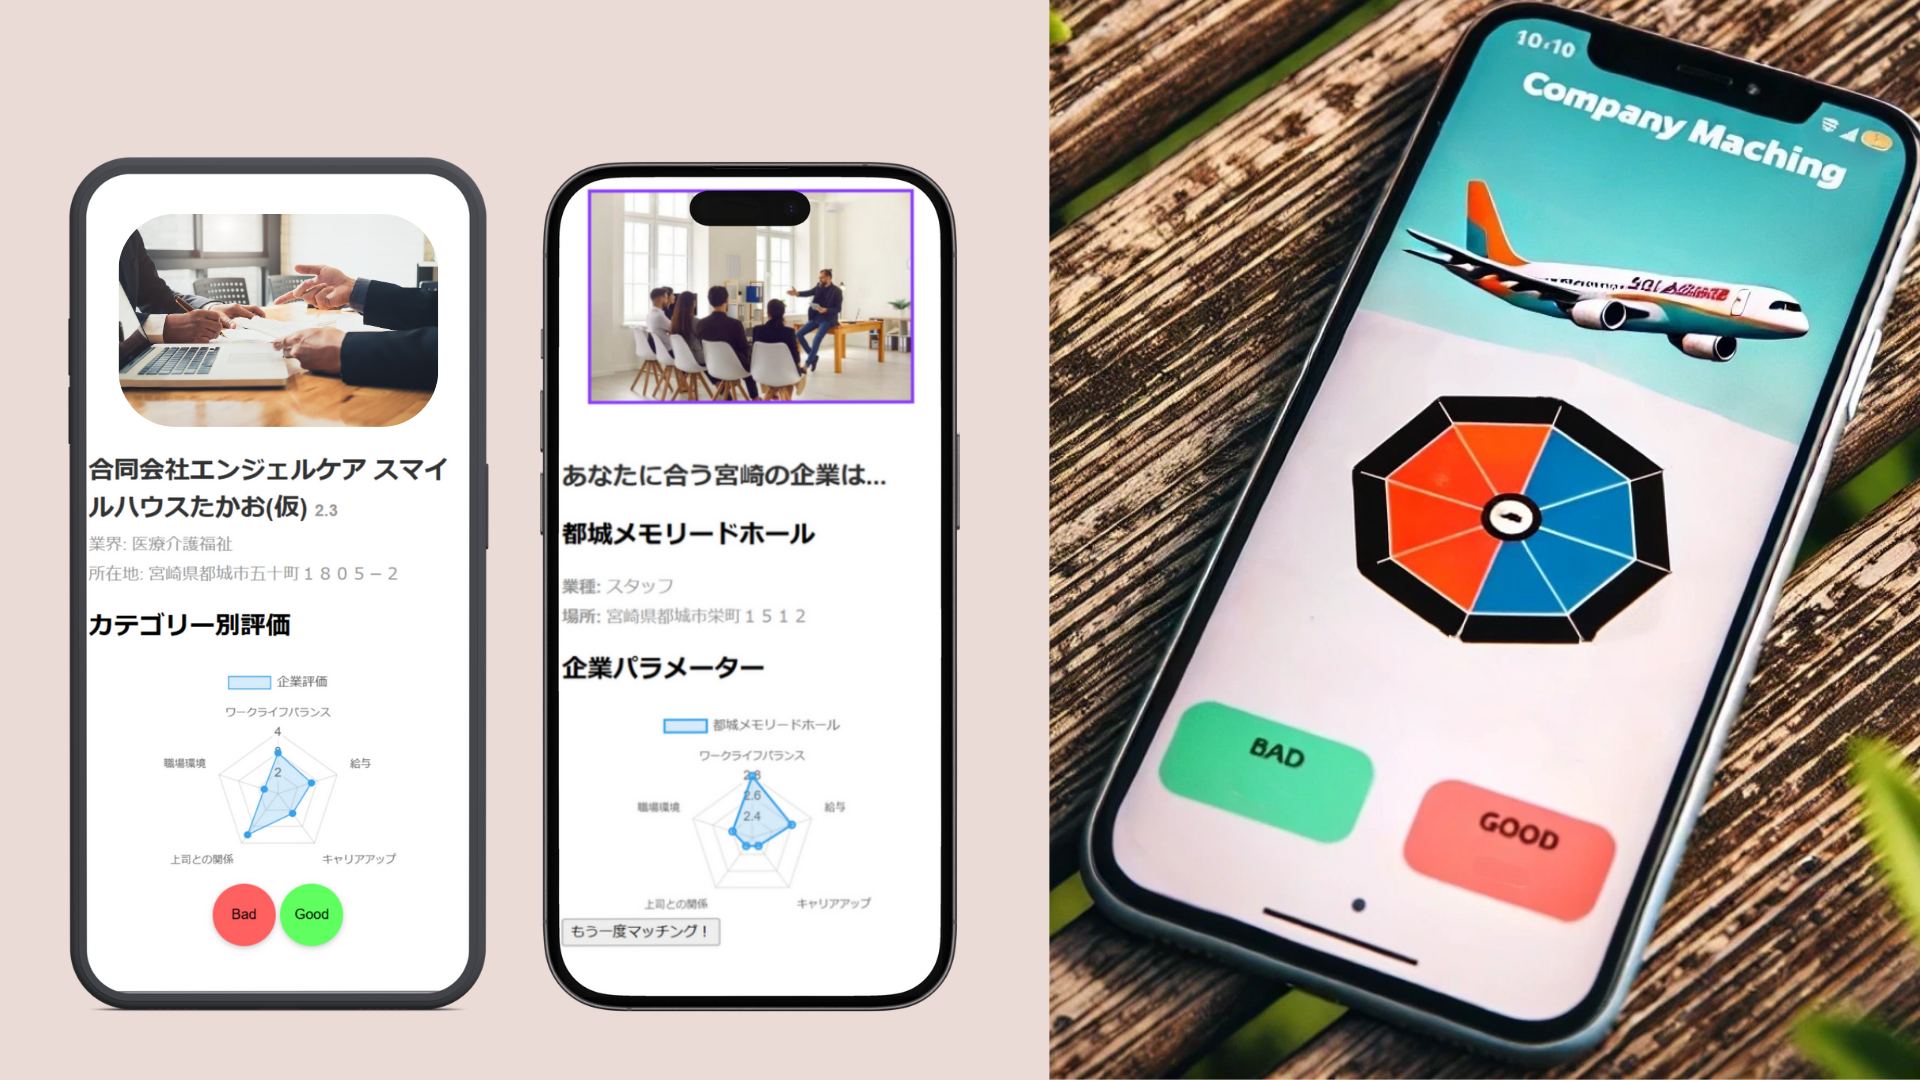 合同会社エンジェルケア スマイ
ルハウスたかお(仮) 2.3
業界: 医療介護福祉
所在地: 宮崎県都城市五十町１８０５－２
カテゴリー別評価
企業評価
ワークライフバランス
4
2
職場環境
給与
上司との関係
キャリアアップ
Bad
Good
あなたに合う宮崎の企業は...
都城メモリードホール
業種: スタッフ
場所: 宮崎県都城市栄町１５１２
企業パラメーター
都城メモリードホール
ワークライフバランス
2.8
2.6
2.4
職場環境
給与
上司との関係
キャリアアップ
もう一度マッチング！
10:10
Company Maching
BAD
GOOD